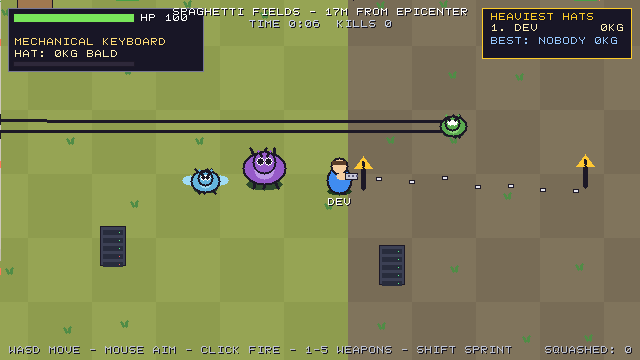 HP 100
SPAGHETTI FIELDS - 17M FROM EPICENTER
TIME 0:06 KILLS 0
MECHANICAL KEYBOARD
HAT: 0KG BALD
HEAVIEST HATS
1. DEV 0KG
BEST: NOBODY 0KG
DEV
WASD MOVE - MOUSE AIM - CLICK FIRE - 1-5 WEAPONS - SHIFT SPRINT
SQUASHED: 0